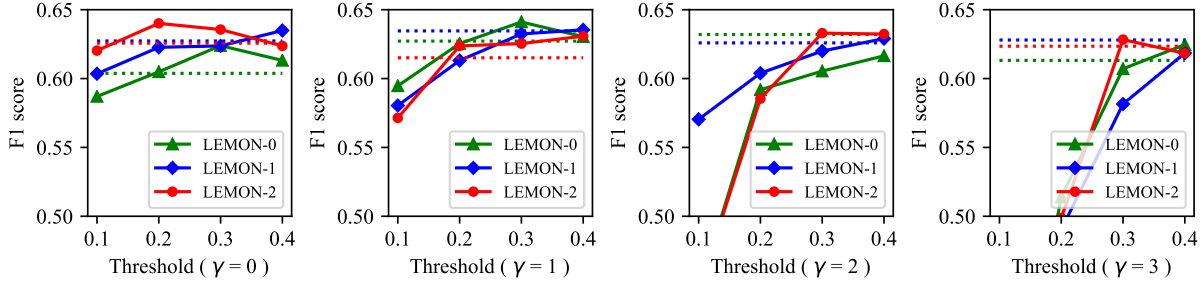 F1 score
0.65
0.60
0.55
0.50
LEMON-0
LEMON-1
LEMON-2
0.1 0.2 0.3 0.4
Threshold ( γ = 0 )
F1 score
0.65
0.60
0.55
0.50
LEMON-0
LEMON-1
LEMON-2
0.1 0.2 0.3 0.4
Threshold ( γ = 1 )
F1 score
0.65
0.60
0.55
0.50
LEMON-0
LEMON-1
LEMON-2
0.1 0.2 0.3 0.4
Threshold ( γ = 2 )
F1 score
0.65
0.60
0.55
0.50
LEMON-0
LEMON-1
LEMON-2
0.1 0.2 0.3 0.4
Threshold ( γ = 3 )